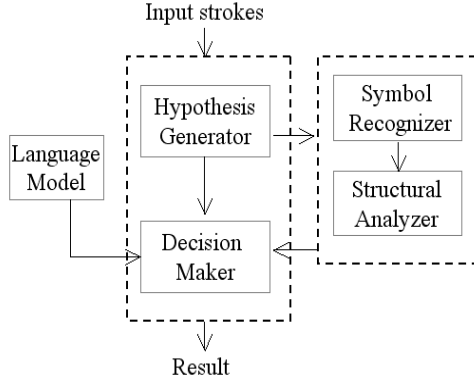 Input strokes
Hypothesis
Generator
Symbol
Recognizer
Language
Model
Structural
Analyzer
Decision
Maker
Result